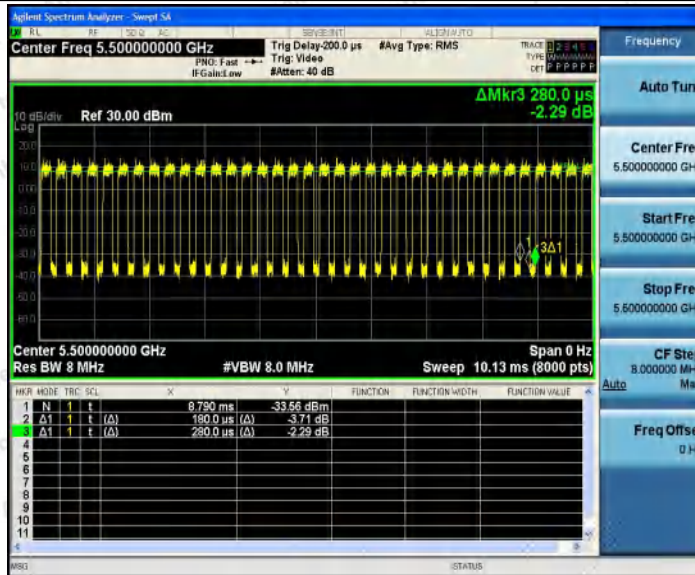 Agilent Spectrum Analyzer - Swept SA
RL RF 50 Ω AC SENSE:INT ALIGN AUTO
Center Freq 5.500000000 GHz
Trig Delay-200.0 µs #Avg Type: RMS
PNO: Fast Trig: Video
IFGain:Low #Atten: 40 dB
TRACE 1 2 3 4 5 6
TYPE
DET P P P P P P
Frequency
ΔMkr3 280.0 µs
-2.29 dB
10 dB/div Ref 30.00 dBm
Log
20.0
10.0
0.00
-10.0
-20.0
-30.0
-40.0
-50.0
-60.0
1
3Δ1
Center 5.500000000 GHz Span 0 Hz
Res BW 8 MHz #VBW 8.0 MHz Sweep 10.13 ms (8000 pts)
MKR MODE TRC SCL X Y FUNCTION FUNCTION WIDTH FUNCTION VALUE
1 N 1 t 8.790 ms -33.56 dBm
2 Δ1 1 t (Δ) 180.0 µs (Δ) -3.71 dB
3 Δ1 1 t (Δ) 280.0 µs (Δ) -2.29 dB
4
5
6
7
8
9
10
11
MSG STATUS
Auto Tun
Center Fre
5.500000000 GH
Start Fre
5.500000000 GH
Stop Fre
5.500000000 GH
CF Ste
8.000000 MH
Auto Ma
Freq Offse
0 H